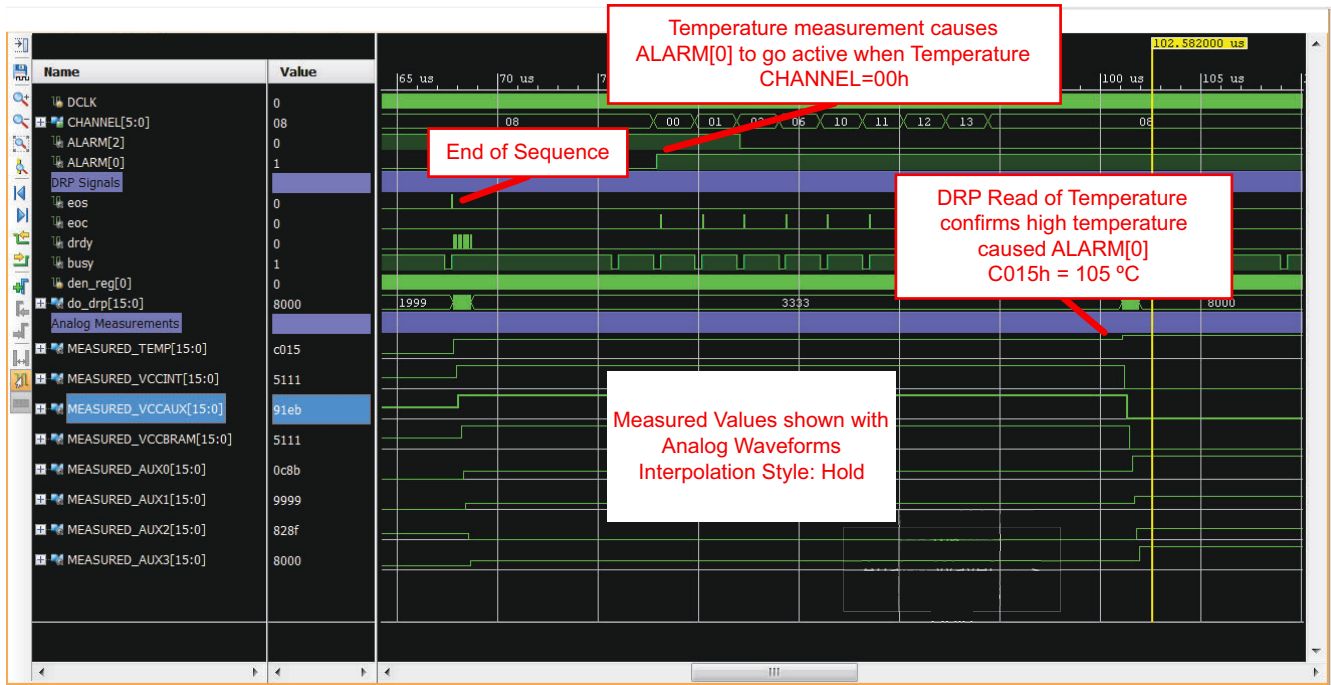 Temperature measurement causes
ALARM[0] to go active when Temperature
CHANNEL=00h
102.582000 us
Name
Value
65 us
70 us
7
100 us
105 us
1
DCLK
0
CHANNEL[5:0]
08
08
00
01
02
06
10
11
12
13
08
ALARM[2]
0
ALARM[0]
1
End of Sequence
DRP Signals
eos
0
eoc
0
drdy
0
busy
1
den_reg[0]
0
do_drp[15:0]
8000
1999
3333
8000
DRP Read of Temperature
confirms high temperature
caused ALARM[0]
C015h = 105 ºC
Analog Measurements
MEASURED_TEMP[15:0]
c015
MEASURED_VCCINT[15:0]
5111
MEASURED_VCCAUX[15:0]
91eb
MEASURED_VCCBRAM[15:0]
5111
MEASURED_AUX0[15:0]
0c8b
MEASURED_AUX1[15:0]
9999
MEASURED_AUX2[15:0]
828f
MEASURED_AUX3[15:0]
8000
Measured Values shown with
Analog Waveforms
Interpolation Style: Hold